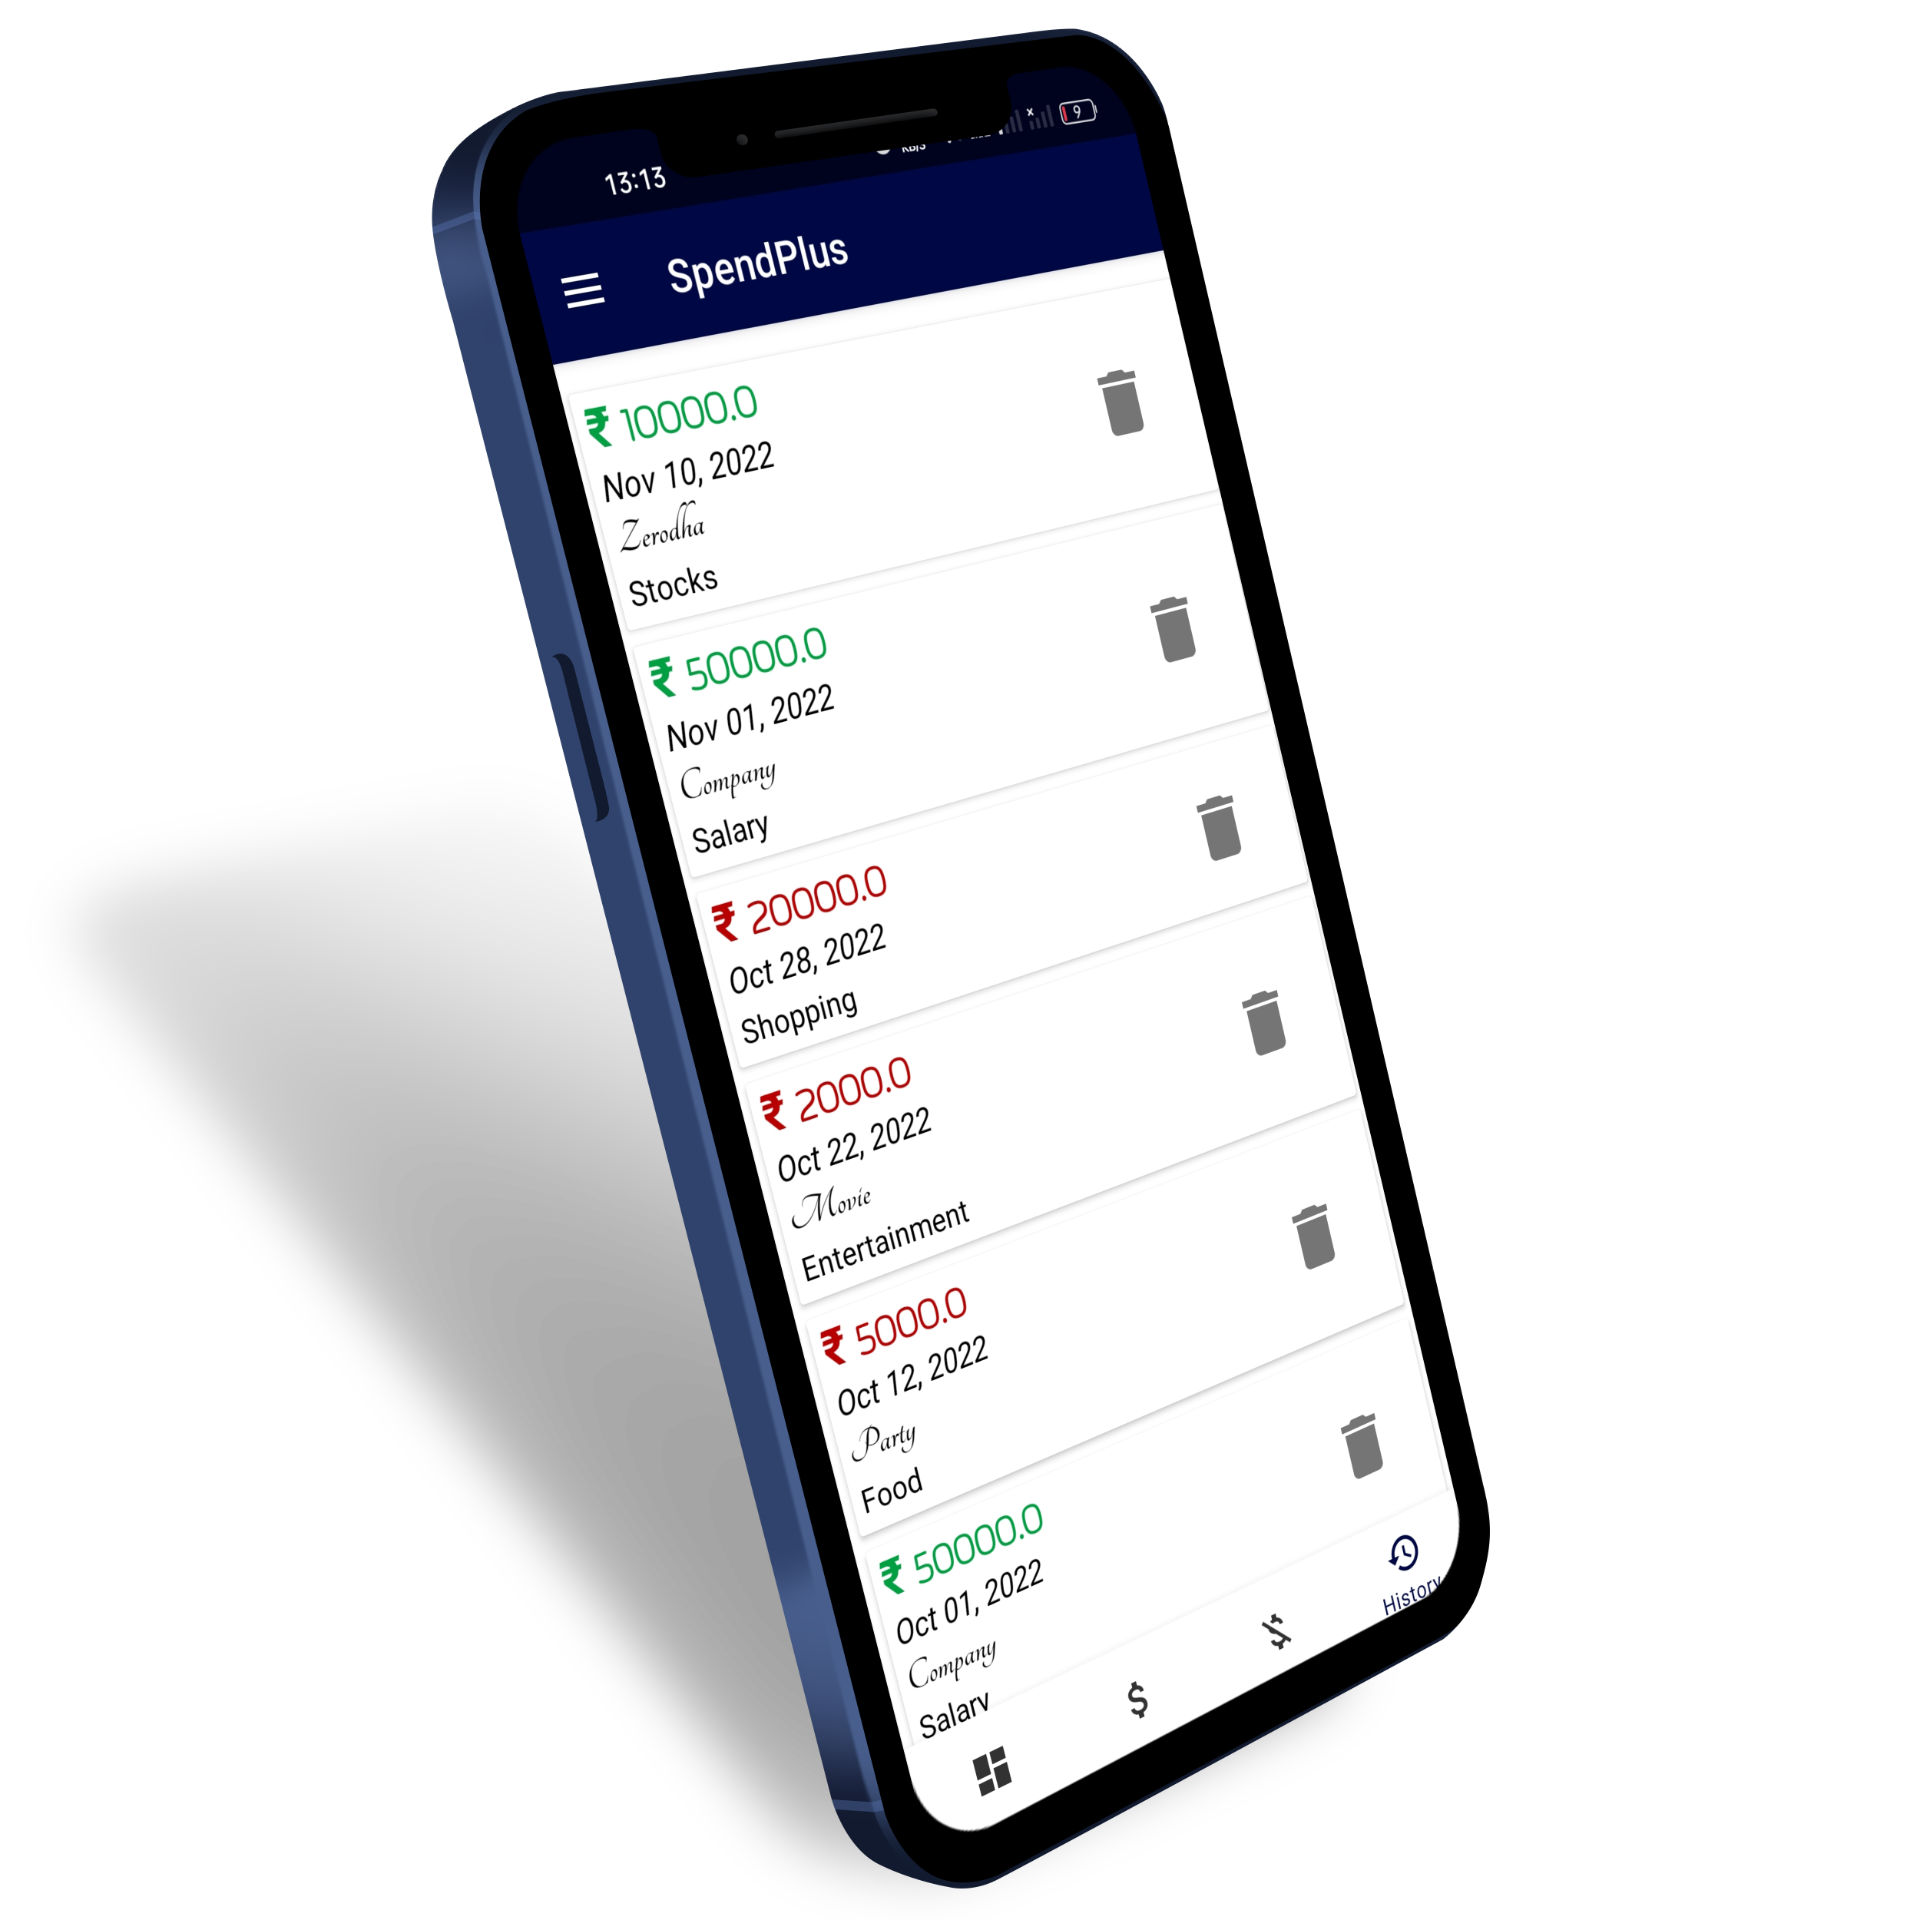 13:13
KB/S
9
SpendPlus
₹ 10000.0
Nov 10, 2022
Zerodha
Stocks
₹ 50000.0
Nov 01, 2022
Company
Salary
₹ 20000.0
Oct 28, 2022
Shopping
₹ 2000.0
Oct 22, 2022
Movie
Entertainment
₹ 5000.0
Oct 12, 2022
Party
Food
₹ 50000.0
Oct 01, 2022
Company
Salary
History